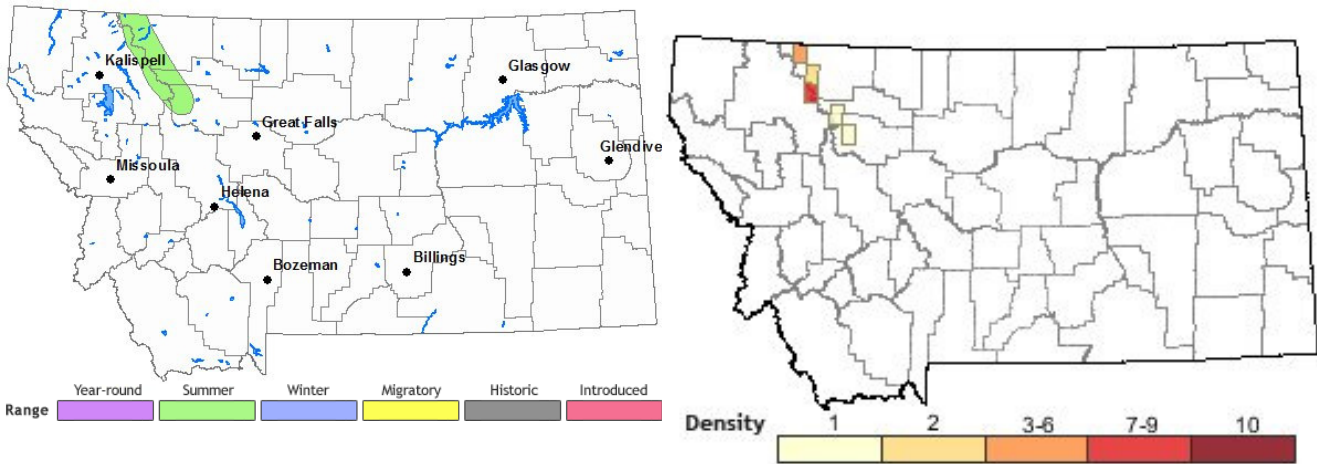 Kalispell
Glasgow
Great Falls
Glendive
Missoula
Helena
Bozeman
Billings
Year-round Summer Winter Migratory Historic Introduced
Range
Density 1 2 3-6 7-9 10